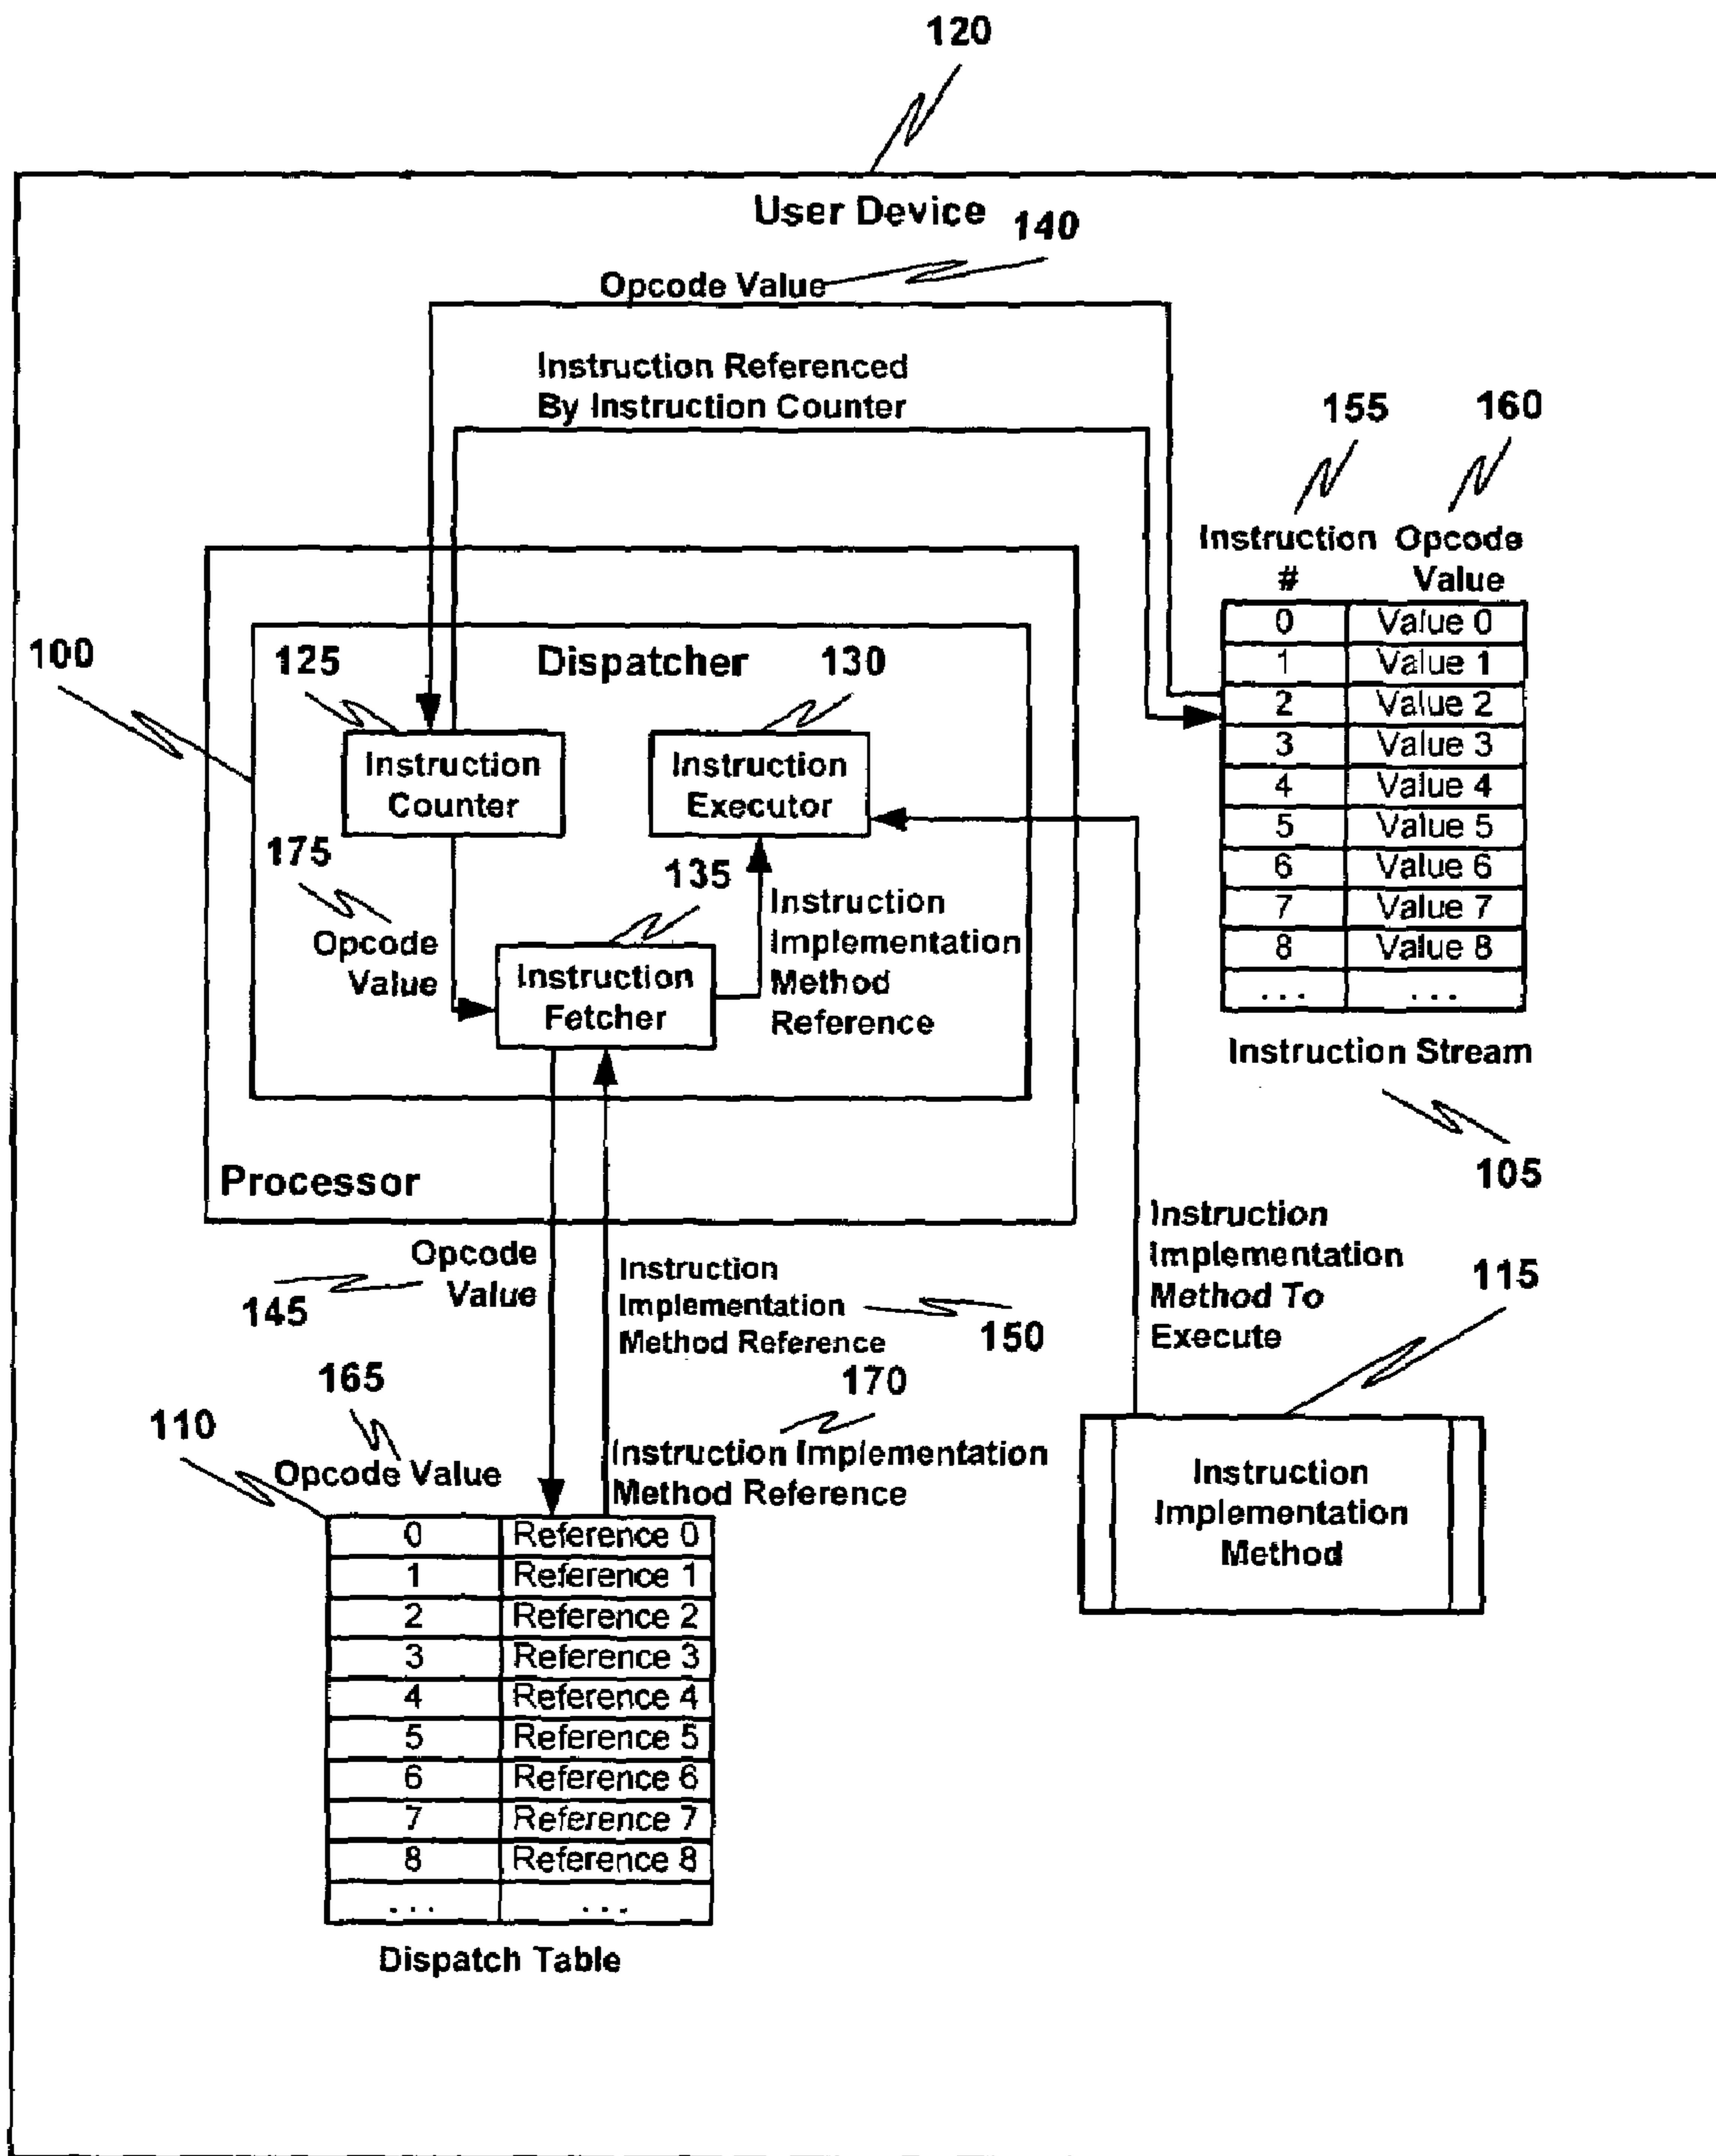 120
User Device
140
Opcode Value
Instruction Referenced
By Instruction Counter
155
160
Instruction
#
Opcode
Value
0 Value 0
1 Value 1
2 Value 2
3 Value 3
4 Value 4
5 Value 5
6 Value 6
7 Value 7
8 Value 8
... ...
Instruction Stream
105
100
125
Dispatcher
130
Instruction
Counter
Instruction
Executor
175
135
Opcode
Value
Instruction
Fetcher
Instruction
Implementation
Method
Reference
Processor
Opcode
Value
145
Instruction
Implementation
Method Reference
150
Instruction
Implementation
Method To
Execute
115
165
170
110
Opcode Value
Instruction Implementation
Method Reference
0 Reference 0
1 Reference 1
2 Reference 2
3 Reference 3
4 Reference 4
5 Reference 5
6 Reference 6
7 Reference 7
8 Reference 8
... ...
Dispatch Table
Instruction
Implementation
Method